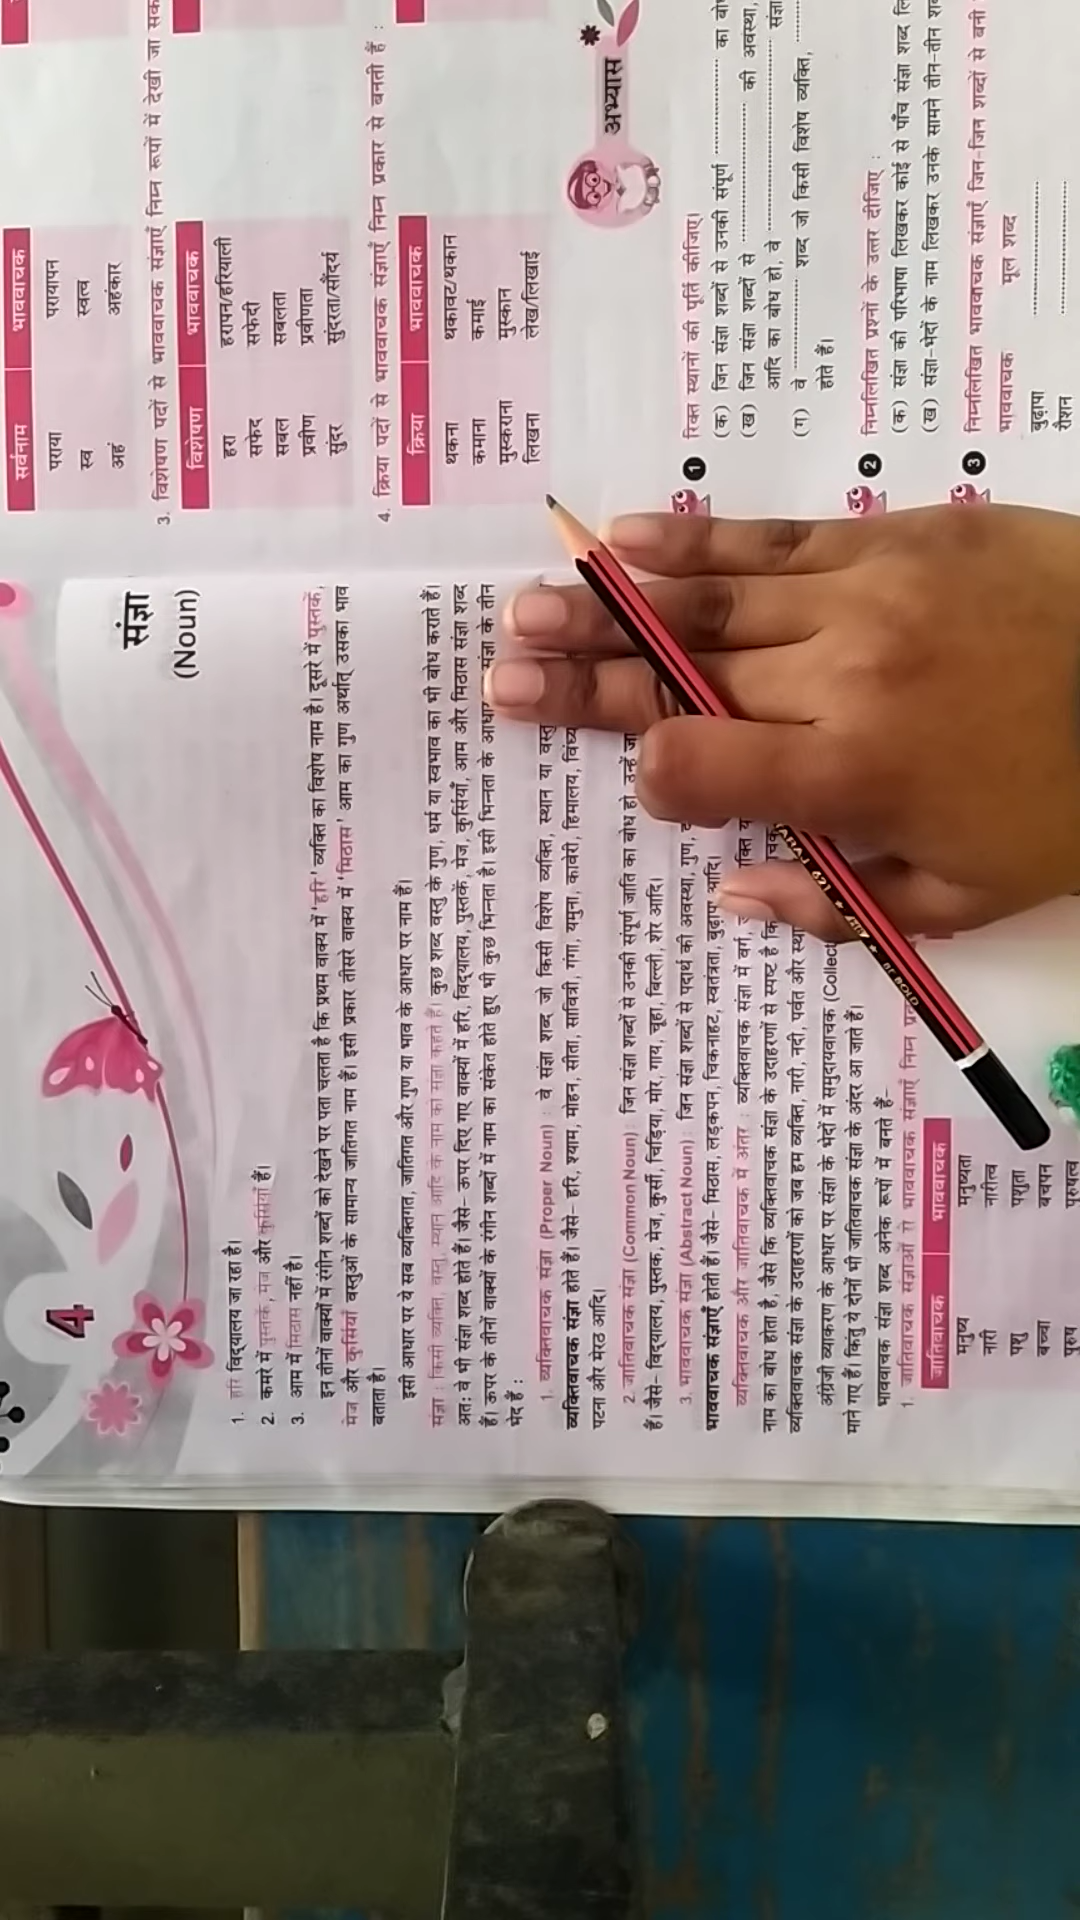 4
संज्ञा
(Noun)
1. हरि विद्यालय जा रहा है।
2. कमरे में पुस्तकें, मेज और कुर्सियाँ हैं।
3. आम में मिठास नहीं है।
इन तीनों वाक्यों में रंगीन शब्दों को देखने पर पता चलता है कि प्रथम वाक्य में 'हरि' व्यक्ति का विशेष नाम है। दूसरे में पुस्तकें,
मेज और कुर्सियाँ वस्तुओं के सामान्य जातिगत नाम हैं। इसी प्रकार तीसरे वाक्य में 'मिठास' आम का गुण अर्थात् उसका भाव
बताता है।
इसी आधार पर ये सब व्यक्तिगत, जातिगत और गुण या भाव के आधार पर नाम हैं।
संज्ञा : किसी व्यक्ति, वस्तु, स्थान आदि के नाम को संज्ञा कहते हैं। कुछ शब्द वस्तु के गुण, धर्म या स्वभाव का भी बोध कराते हैं।
अतः वे भी संज्ञा शब्द होते हैं। जैसे– ऊपर दिए गए वाक्यों में हरि, विद्यालय, पुस्तकें, मेज, कुर्सियाँ, आम और मिठास संज्ञा शब्द
हैं। ऊपर के तीनों वाक्यों के रंगीन शब्दों में नाम का संकेत होते हुए भी कुछ भिन्नता है। इसी भिन्नता के आधार संज्ञा के तीन
भेद हैं :
1. व्यक्तिवाचक संज्ञा (Proper Noun) : वे संज्ञा शब्द जो किसी विशेष व्यक्ति, स्थान या
व्यक्तिवाचक संज्ञा होते हैं। जैसे– हरि, श्याम, मोहन, सीता, सावित्री, गंगा, यमुना, कावेरी, हिमालय,
पटना और मेरठ आदि।
2. जातिवाचक संज्ञा (Common Noun) : जिन संज्ञा शब्दों से उनकी संपूर्ण जाति का बोध हो, उन्हें
हैं। जैसे– विद्यालय, पुस्तक, मेज, कुर्सी, चिड़िया, मोर, गाय, चूहा, बिल्ली, शेर आदि।
3. भाववाचक संज्ञा (Abstract Noun) : जिन संज्ञा शब्दों से पदार्थ की अवस्था, गुण,
भाववाचक संज्ञाएँ होती हैं। जैसे– मिठास, लड़कपन, चिकनाहट, स्वतंत्रता, बुढ़ापा आदि।
व्यक्तिवाचक और जातिवाचक में अंतर : व्यक्तिवाचक संज्ञा में वर्ग,
नाम का बोध होता है, जैसे कि व्यक्तिवाचक संज्ञा के उदाहरणों से स्पष्ट है
व्यक्तिवाचक संज्ञा के उदाहरणों को जब हम व्यक्ति, नारी, नदी, पर्वत और
अंग्रेजी व्याकरण के आधार पर संज्ञा के भेदों में समुदायवाचक (Collect
माने गए हैं। किंतु ये दोनों भी जातिवाचक संज्ञा के अंदर आ जाते हैं।
भाववाचक संज्ञा शब्द अनेक रूपों में बनते हैं–
1. जातिवाचक संज्ञाओं से भाववाचक संज्ञाएँ निम्न
जातिवाचक भाववाचक
मनुष्य मनुष्यता
नारी नारीत्व
पशु पशुता
बच्चा बचपन
पुरुष पुरुषत्व
सर्वनाम भाववाचक
पराया परायापन
स्व स्वत्व
अहं अहंकार
3. विशेषण पदों से भाववाचक संज्ञाएँ निम्न रूपों में देखी जा
विशेषण भाववाचक
हरा हरापन/हरियाली
सफेद सफेदी
सबल सबलता
प्रवीण प्रवीणता
सुंदर सुंदरता/सौंदर्य
4. क्रिया पदों से भाववाचक संज्ञाएँ निम्न प्रकार से बनती हैं :
क्रिया भाववाचक
थकना थकावट/थकान
कमाना कमाई
मुस्कराना मुस्कान
लिखना लेख/लिखाई
अभ्यास
1 रिक्त स्थानों की पूर्ति कीजिए।
(क) जिन संज्ञा शब्दों से उनकी संपूर्ण .................. का
(ख) जिन संज्ञा शब्दों से .................. की अवस्था,
आदि का बोध हो, वे ..................
(ग) वे .................. शब्द जो किसी विशेष व्यक्ति,
होते हैं।
2 निम्नलिखित प्रश्नों के उत्तर दीजिए :
(क) संज्ञा की परिभाषा लिखकर कोई से पाँच संज्ञा शब्द
(ख) संज्ञा-भेदों के नाम लिखकर उनके सामने तीन-तीन
3 निम्नलिखित भाववाचक संज्ञाएँ जिन-जिन शब्दों से बनी
भाववाचक मूल शब्द
बुढ़ापा ..................
रौशन ..................
621 BE BOLD